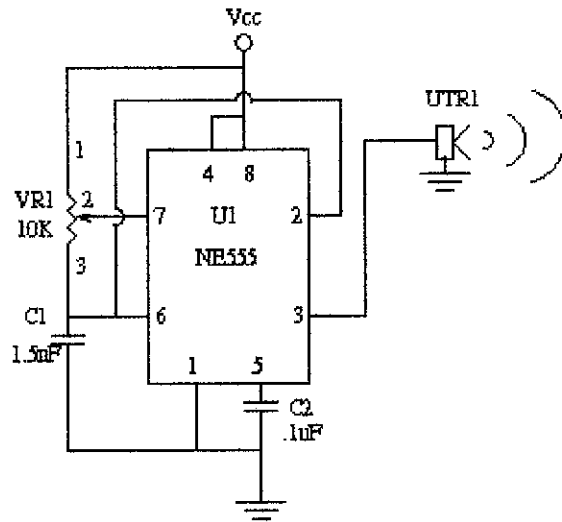 Vcc
UTR1
1
4 8
VR1 2
10K
7 U1 2
NE555
3
C1
6 3
1.5nF
1 5
C2
.1uF